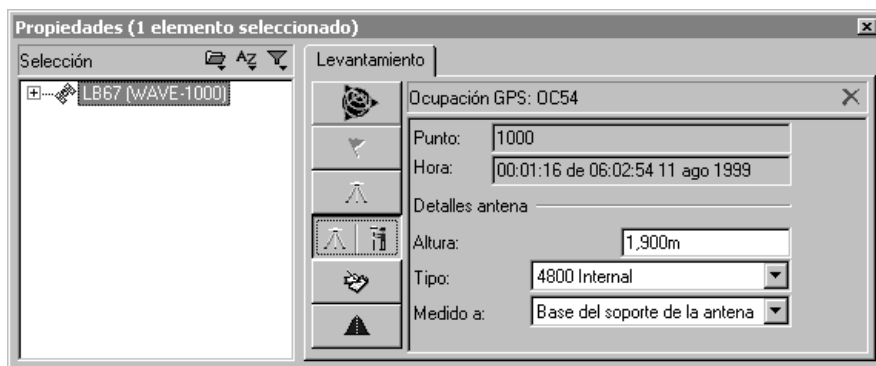 Propiedades (1 elemento seleccionado)
Selección
LB67 (WAVE-1000)
Levantamiento
Ocupación GPS: OC54
Punto: 1000
Hora: 00:01:16 de 06:02:54 11 ago 1999
Detalles antena
Altura: 1,900m
Tipo: 4800 Internal
Medido a: Base del soporte de la antena